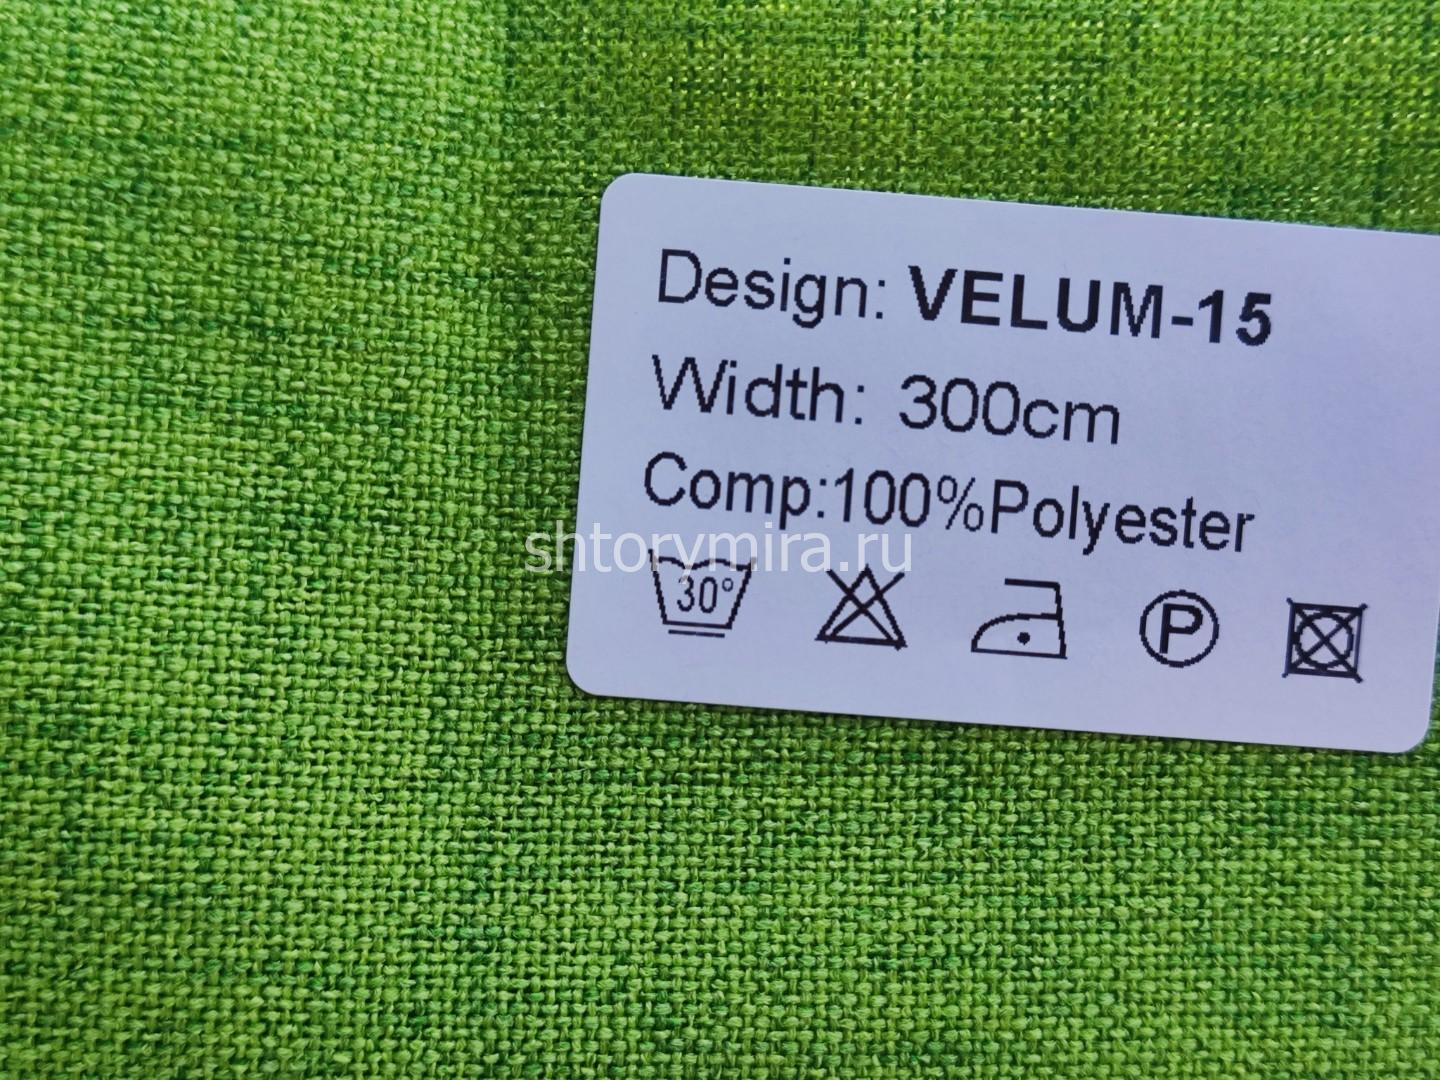 Design: VELUM-15
Width: 300cm
Comp:100%Polyester
shtorymira.ru
30°
P